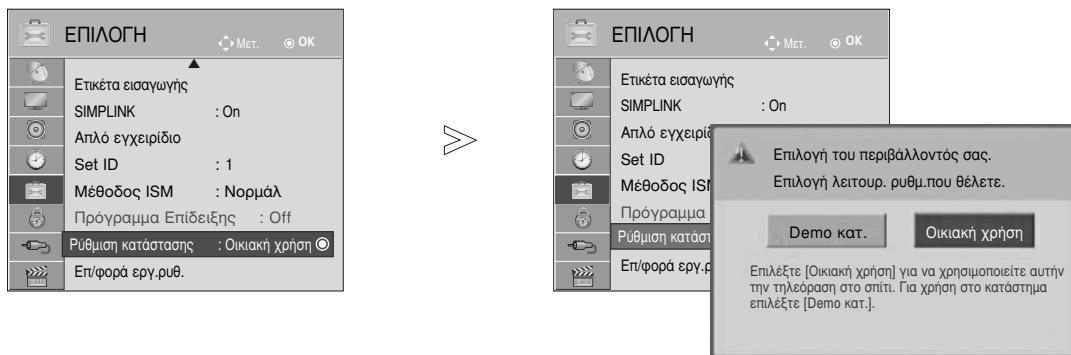 ΕΠΙΛΟΓΗ
Μετ.
OK
Ετικέτα εισαγωγής
SIMPLINK : On
Απλό εγχειρίδιο
Set ID : 1
Μέθοδος ISM : Νορμάλ
Πρόγραμμα Επίδειξης : Off
Ρύθμιση κατάστασης : Οικιακή χρήση
Επ/φορά εργ.ρυθ.
ΕΠΙΛΟΓΗ
Μετ.
OK
Ετικέτα εισαγωγής
SIMPLINK : On
Απλό εγχειρίδ
Set ID
Μέθοδος ISM
Πρόγραμμα
Ρύθμιση κατάστ
Επ/φορά εργ.ρ
Επιλογή του περιβάλλοντός σας.
Επιλογή λειτουρ. ρυθμ.που θέλετε.
Demo κατ.
Οικιακή χρήση
Επιλέξτε [Οικιακή χρήση] για να χρησιμοποιείτε αυτήν
την τηλεόραση στο σπίτι. Για χρήση στο κατάστημα
επιλέξτε [Demo κατ.].